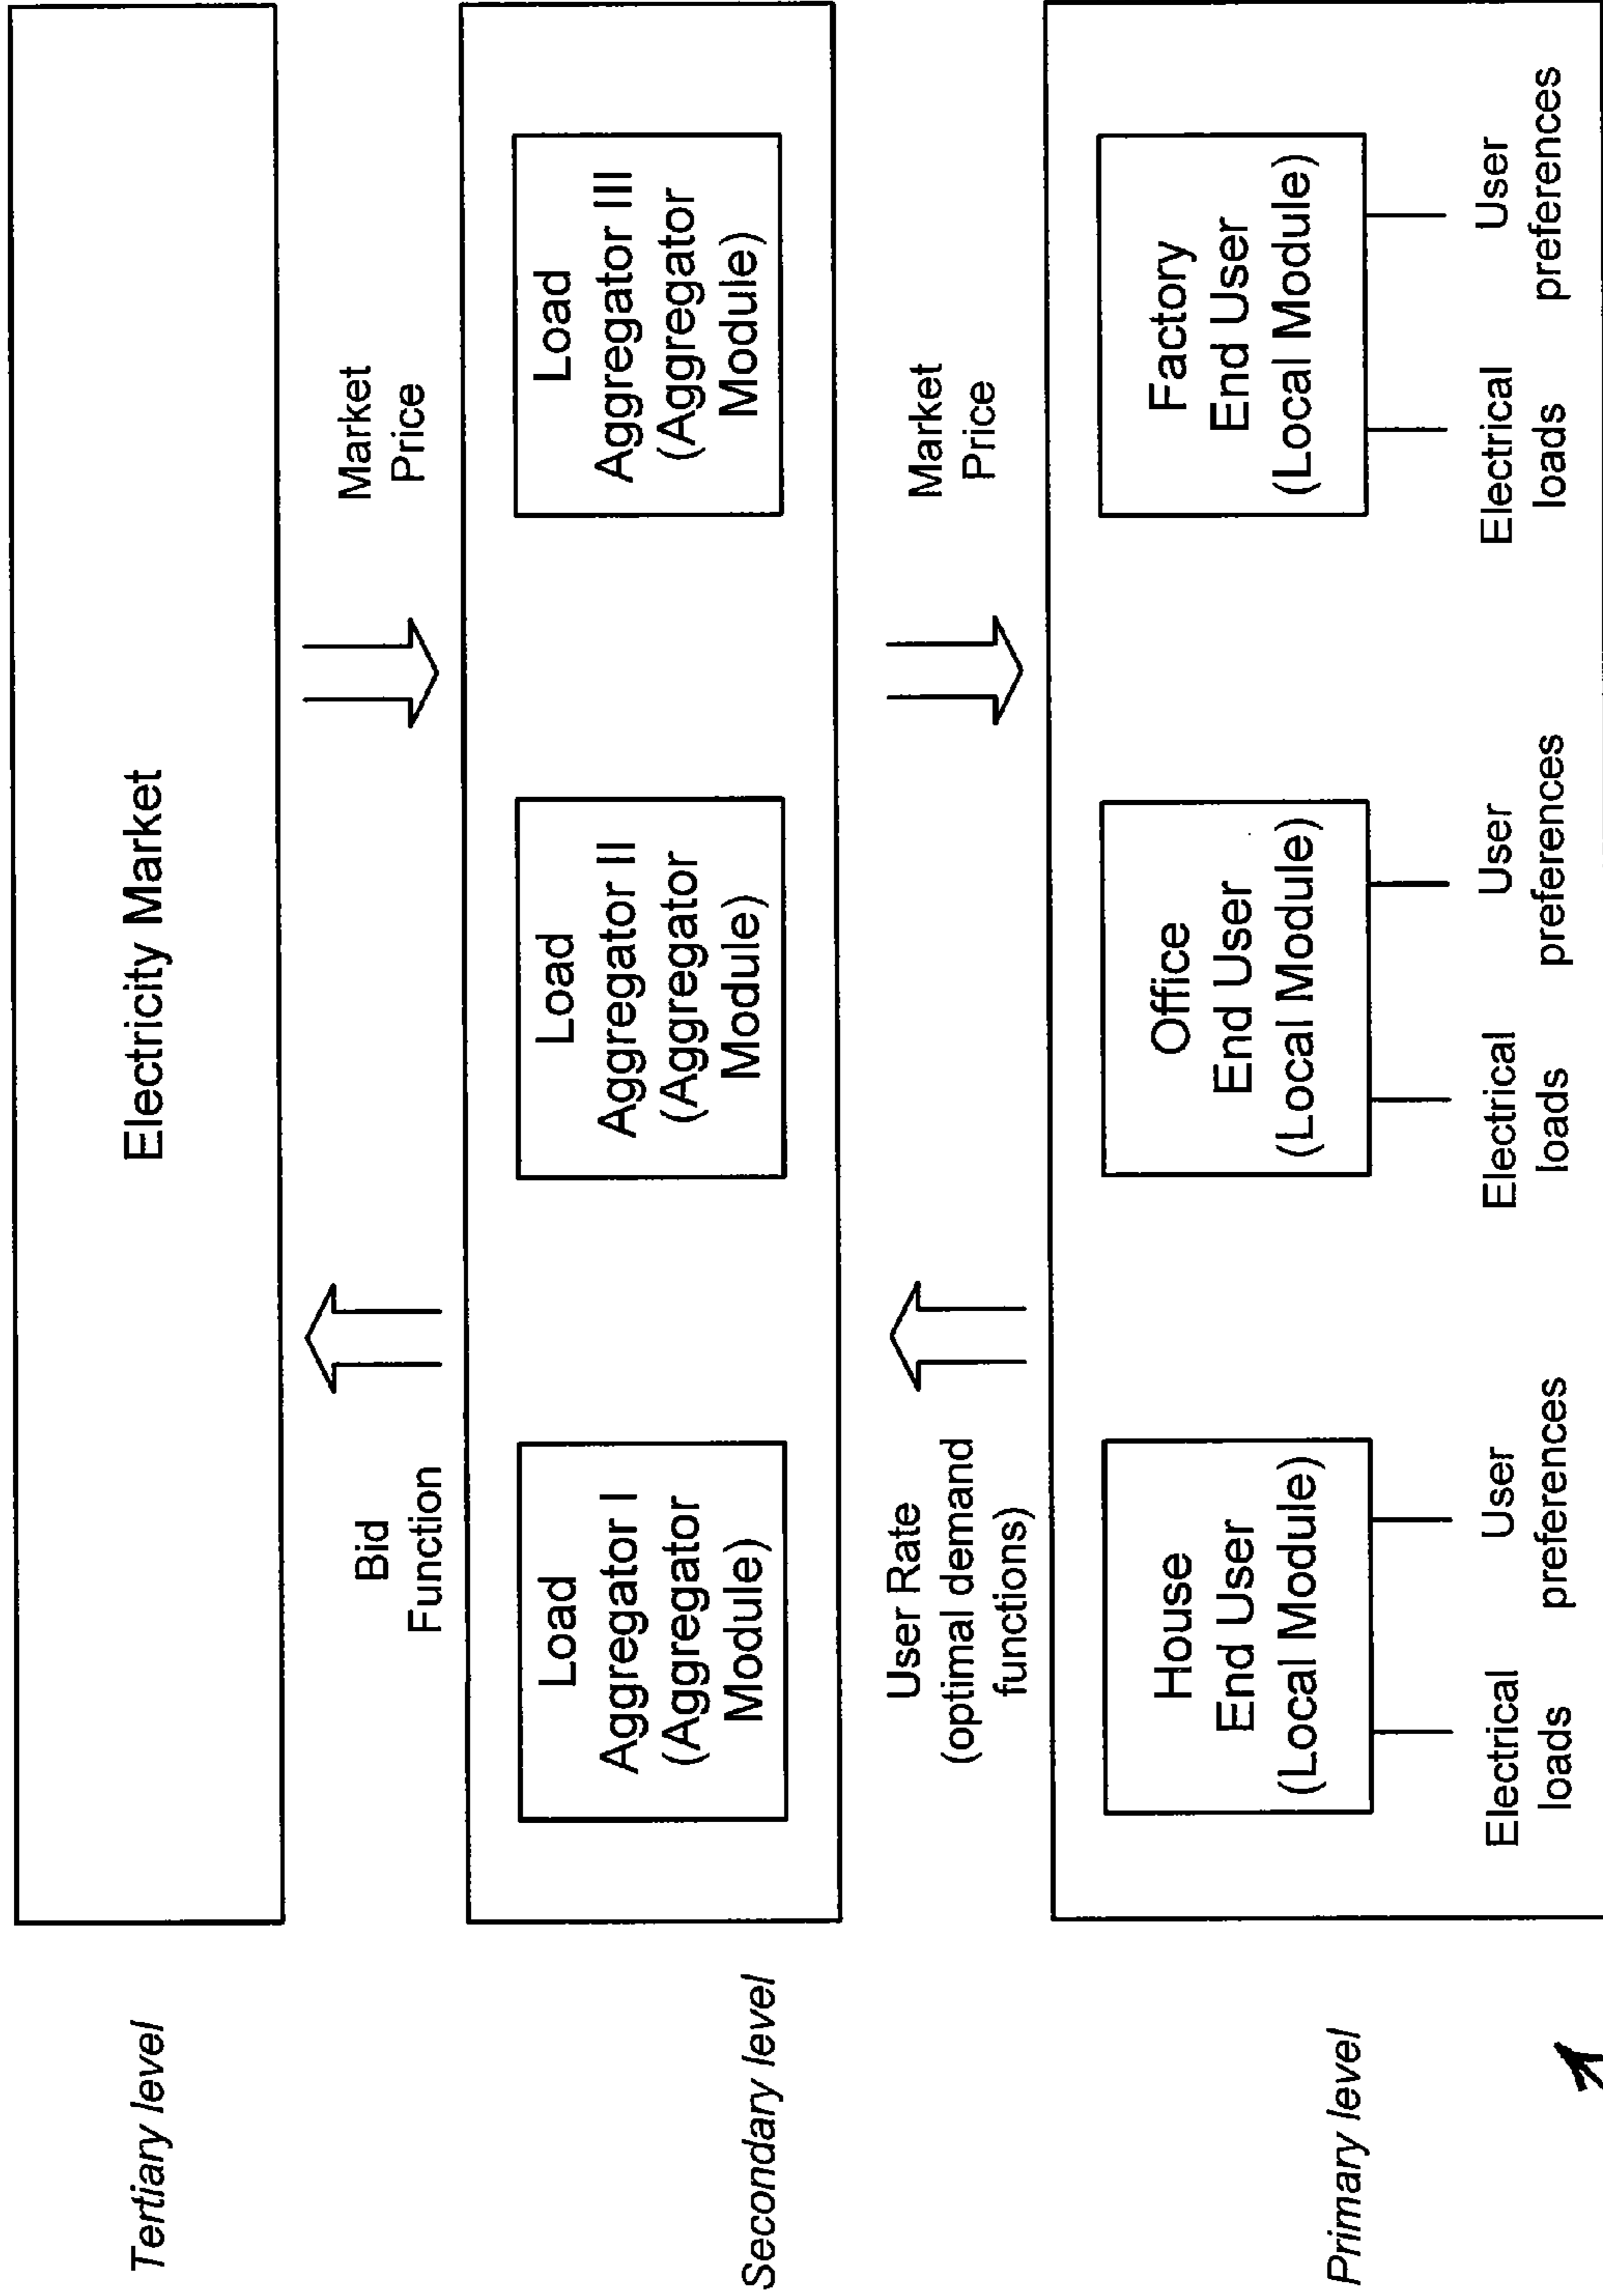 Tertiary level
Electricity Market
Bid
Function
Market
Price
Secondary level
Load
Aggregator I
(Aggregator
Module)
Load
Aggregator II
(Aggregator
Module)
Load
Aggregator III
(Aggregator
Module)
User Rate
(optimal demand
functions)
Market
Price
Primary level
House
End User
(Local Module)
Office
End User
(Local Module)
Factory
End User
(Local Module)
Electrical
loads
User
preferences
Electrical
loads
User
preferences
Electrical
loads
User
preferences